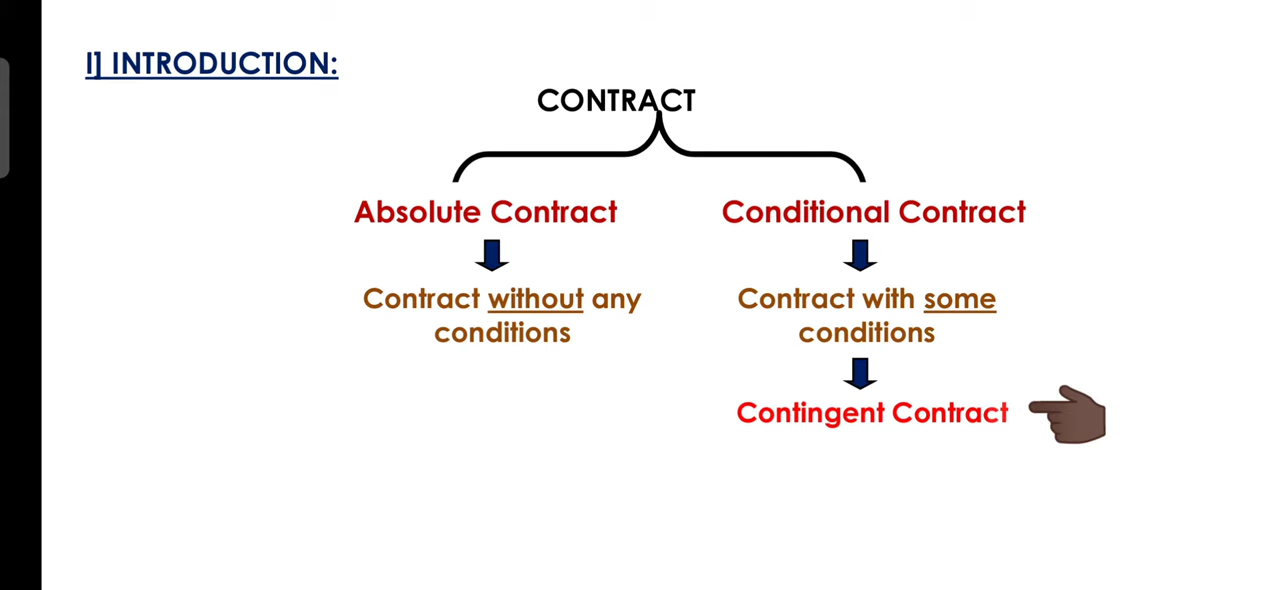 I] INTRODUCTION:
CONTRACT
Absolute Contract
Conditional Contract
Contract without any
conditions
Contract with some
conditions
Contingent Contract